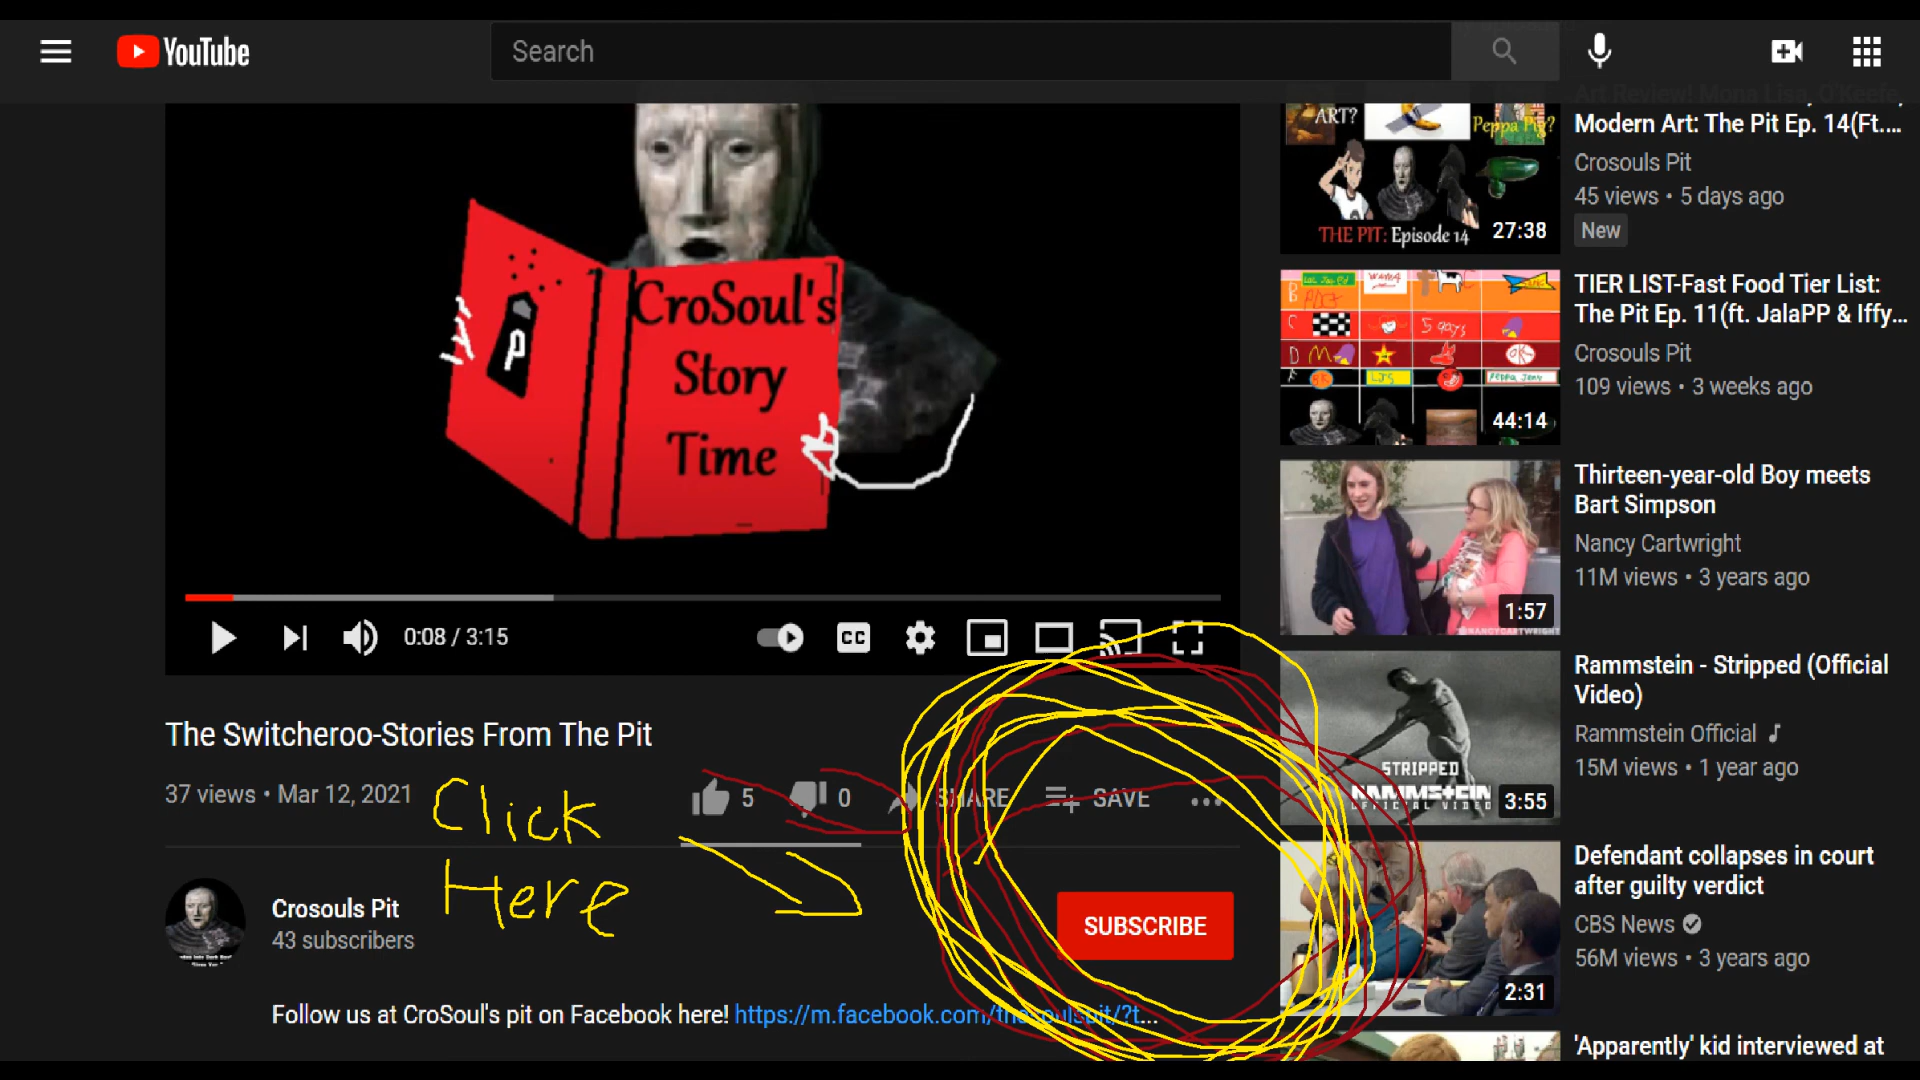 YouTube
Search
CroSoul's
Story
Time
P
0:08 / 3:15
CC
The Switcheroo-Stories From The Pit
37 views • Mar 12, 2021
5
0
SHARE
SAVE
Click
Here
Crosouls Pit
43 subscribers
SUBSCRIBE
Follow us at CroSoul's pit on Facebook here! https://m.facebook.com/thesoulspit/?t...
ART?
Peppa Pig?
THE PIT: Episode 14
27:38
Art Review! Mona Lisa, O'Keefe,
Modern Art: The Pit Ep. 14(Ft....
Crosouls Pit
45 views • 5 days ago
New
B
C
5 days
D
F
LJS
44:14
TIER LIST-Fast Food Tier List:
The Pit Ep. 11(ft. JalaPP & Iffy...
Crosouls Pit
109 views • 3 weeks ago
@NANCYCARTWRIGHT
1:57
Thirteen-year-old Boy meets
Bart Simpson
Nancy Cartwright
11M views • 3 years ago
STRIPPED
RAMMSTEIN
OFFICIAL VIDEO
3:55
Rammstein - Stripped (Official
Video)
Rammstein Official
15M views • 1 year ago
2:31
Defendant collapses in court
after guilty verdict
CBS News
56M views • 3 years ago
'Apparently' kid interviewed at